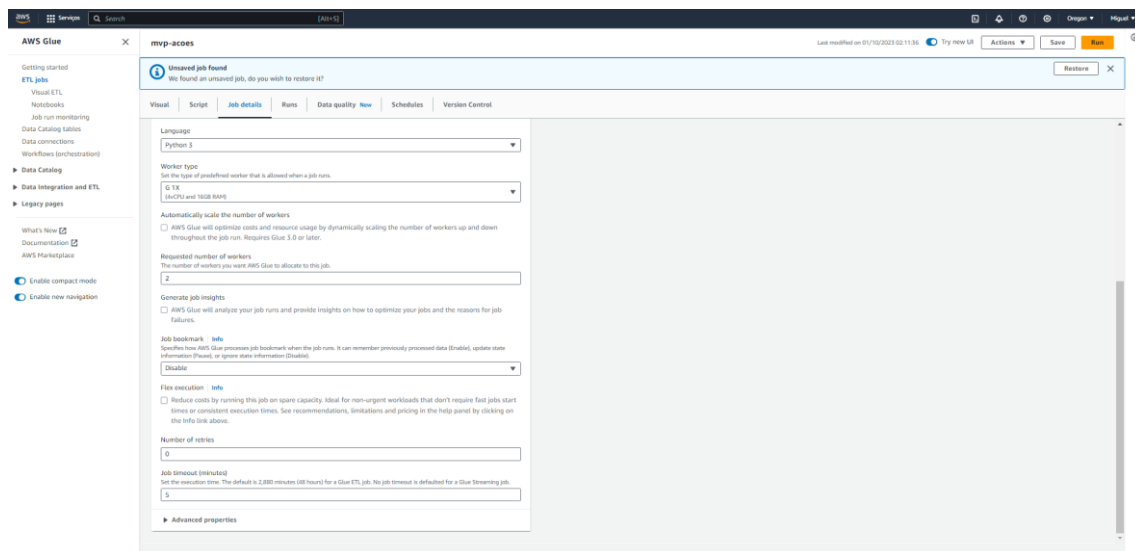 aws
Serviços
Search
[Alt+S]
Oregon
Miguel
AWS Glue
Getting started
ETL jobs
Visual ETL
Notebooks
Job run monitoring
Data Catalog tables
Data connections
Workflows (orchestration)
Data Catalog
Data Integration and ETL
Legacy pages
What's New
Documentation
AWS Marketplace
Enable compact mode
Enable new navigation
mvp-acoes
Last modified on 01/10/2023 02:11:36
Try new UI
Actions
Save
Run
Unsaved job found
We found an unsaved job, do you wish to restore it?
Restore
Visual
Script
Job details
Runs
Data quality New
Schedules
Version Control
Language
Python 3
Worker type
Set the type of predefined worker that is allowed when a job runs.
G 1X
(4vCPU and 16GB RAM)
Automatically scale the number of workers
AWS Glue will optimize costs and resource usage by dynamically scaling the number of workers up and down
throughout the job run. Requires Glue 3.0 or later.
Requested number of workers
The number of workers you want AWS Glue to allocate to this job.
2
Generate job insights
AWS Glue will analyze your job runs and provide insights on how to optimize your jobs and the reasons for job
failures.
Job bookmark Info
Specifies how AWS Glue processes job bookmark when the job runs. It can remember previously processed data (Enable), update state
information (Pause), or ignore state information (Disable).
Disable
Flex execution Info
Reduce costs by running this job on spare capacity. Ideal for non-urgent workloads that don't require fast jobs start
times or consistent execution times. See recommendations, limitations and pricing in the help panel by clicking on
the Info link above.
Number of retries
0
Job timeout (minutes)
Set the execution time. The default is 2,880 minutes (48 hours) for a Glue ETL job. No job timeout is defaulted for a Glue Streaming job.
5
Advanced properties